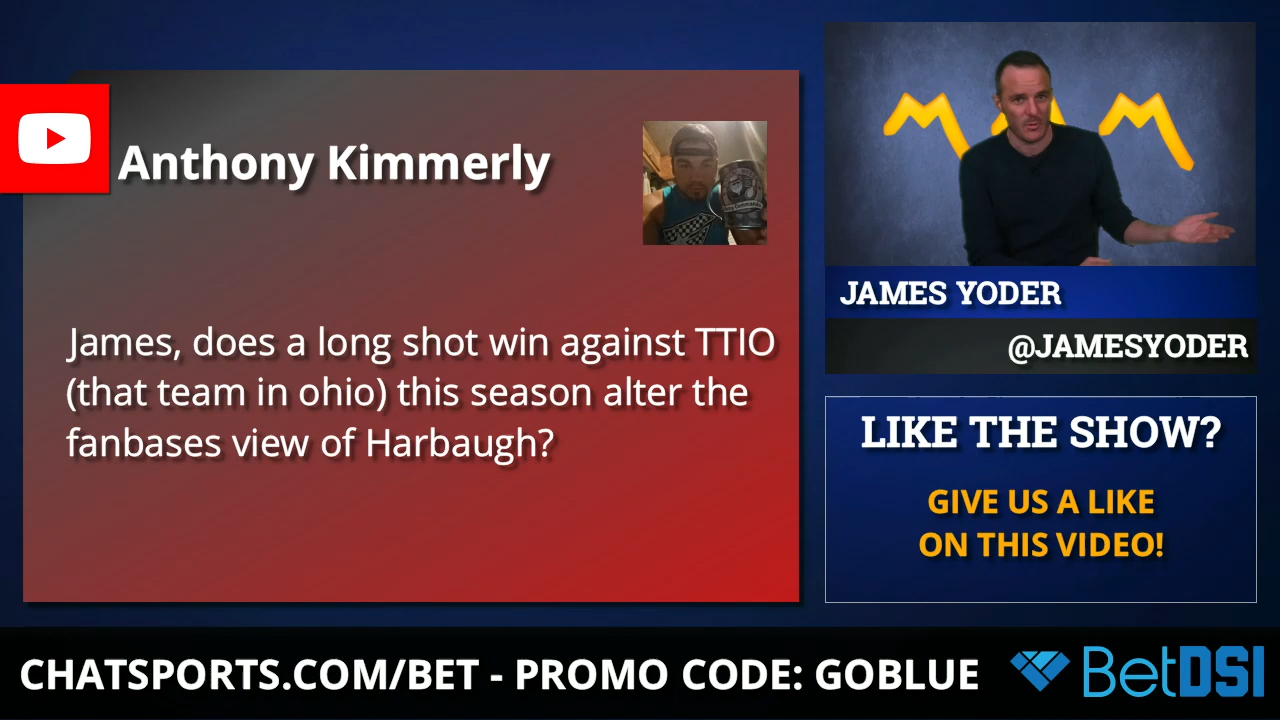 Anthony Kimmerly
James, does a long shot win against TTIO
(that team in ohio) this season alter the
fanbases view of Harbaugh?
JAMES YODER
@JAMESYODER
LIKE THE SHOW?
GIVE US A LIKE
ON THIS VIDEO!
CHATSPORTS.COM/BET - PROMO CODE: GOBLUE
BetDSI